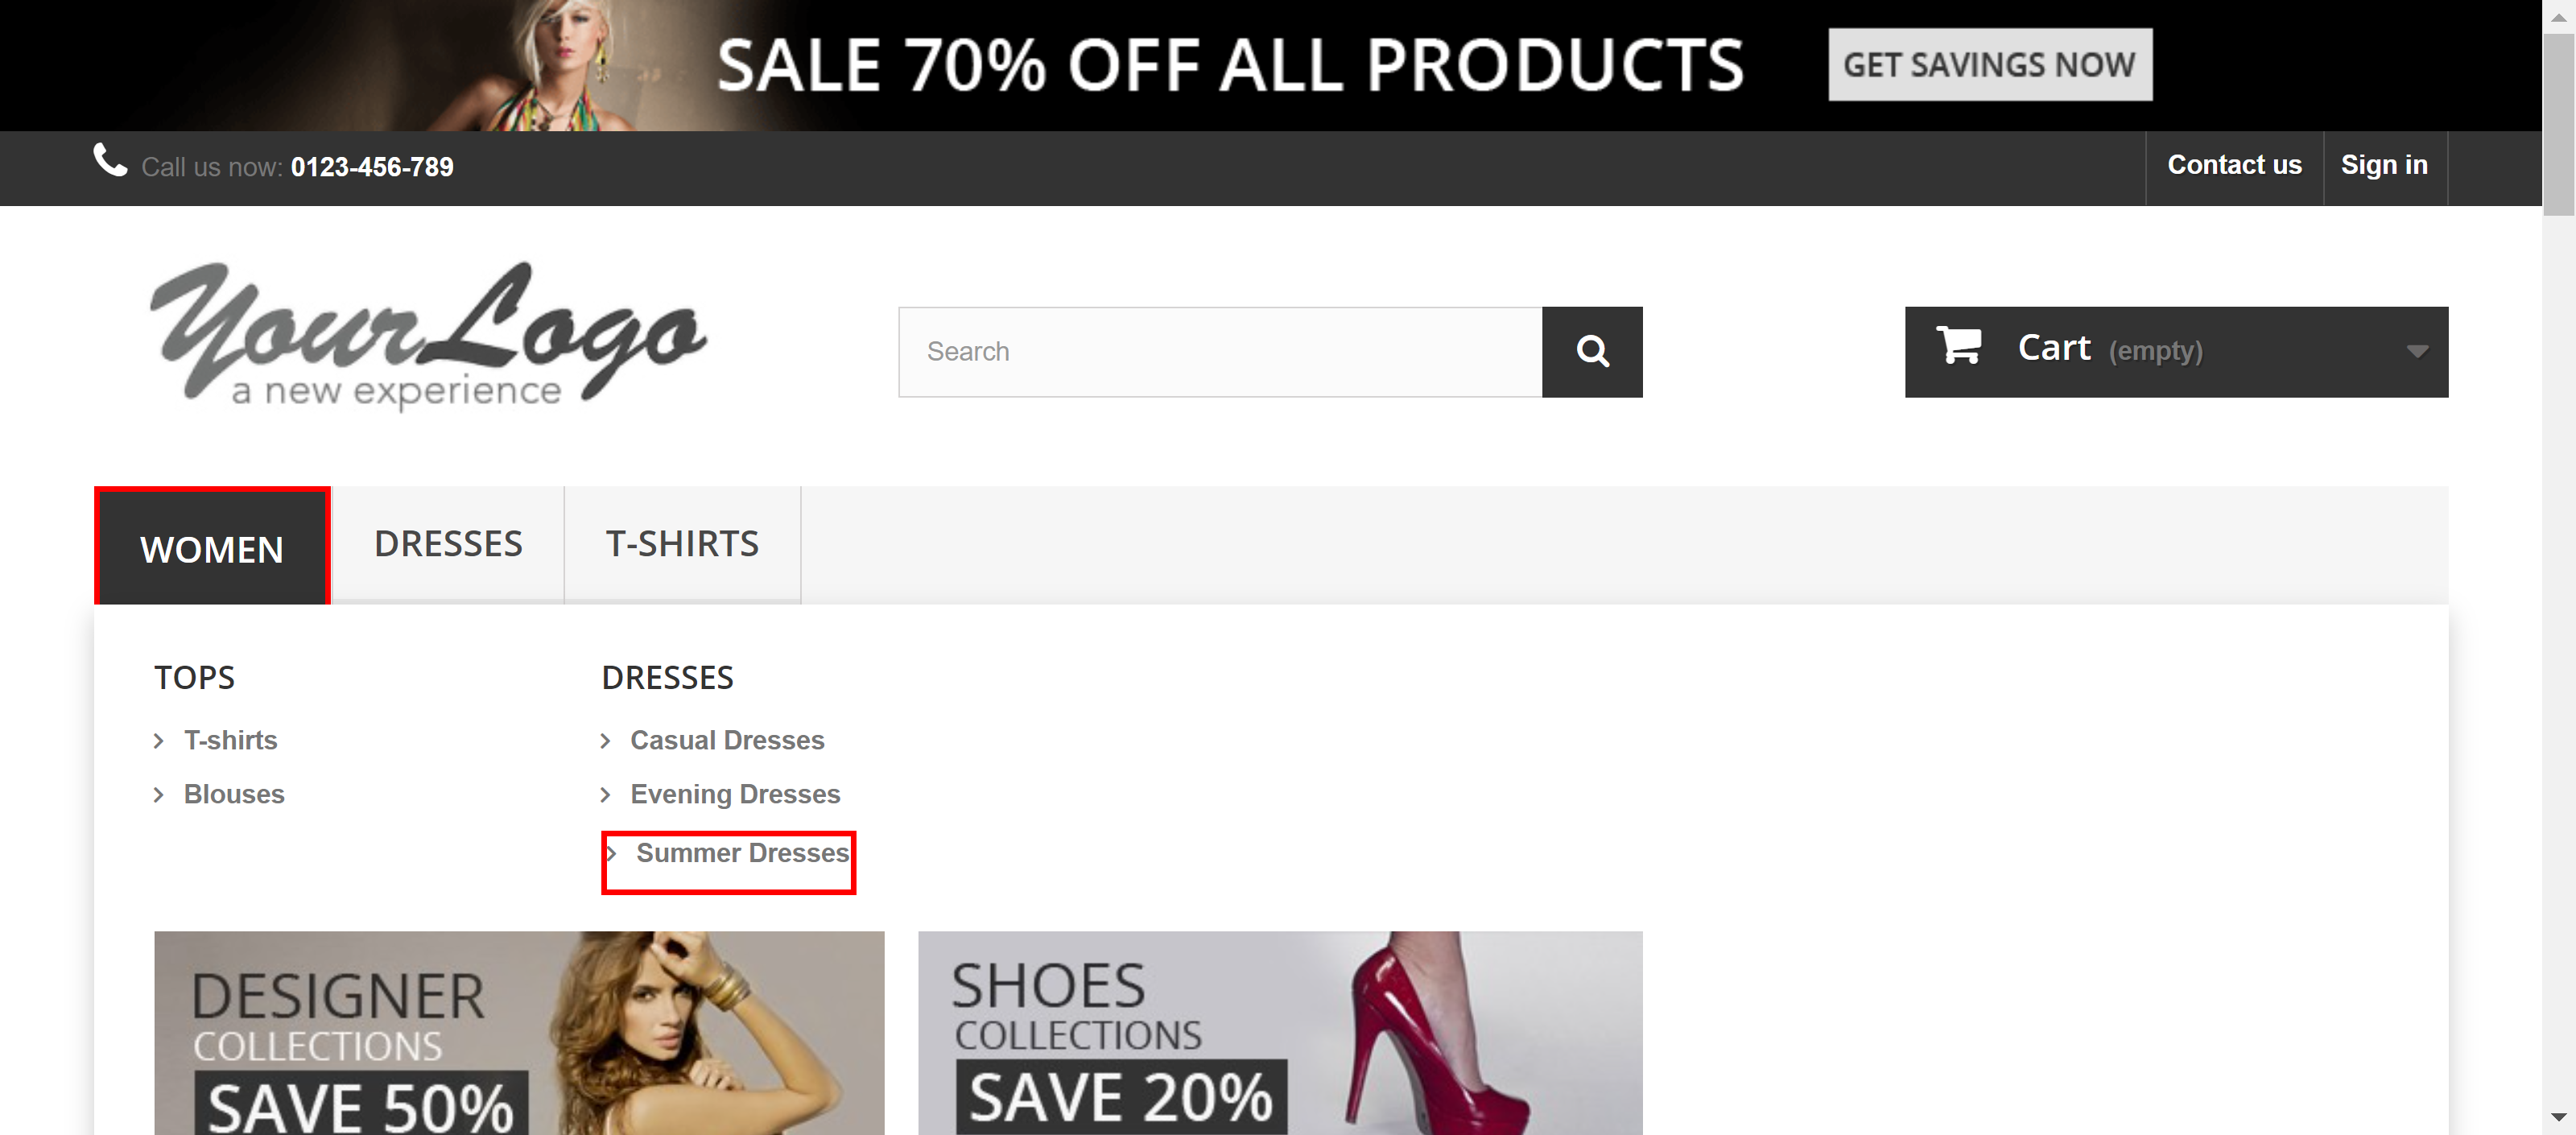 SALE 70% OFF ALL PRODUCTS
GET SAVINGS NOW
Call us now: 0123-456-789
Contact us
Sign in
YourLogo
a new experience
Search
Cart (empty)
WOMEN
DRESSES
T-SHIRTS
TOPS
T-shirts
Blouses
DRESSES
Casual Dresses
Evening Dresses
Summer Dresses
DESIGNER
COLLECTIONS
SAVE 50%
SHOES
COLLECTIONS
SAVE 20%